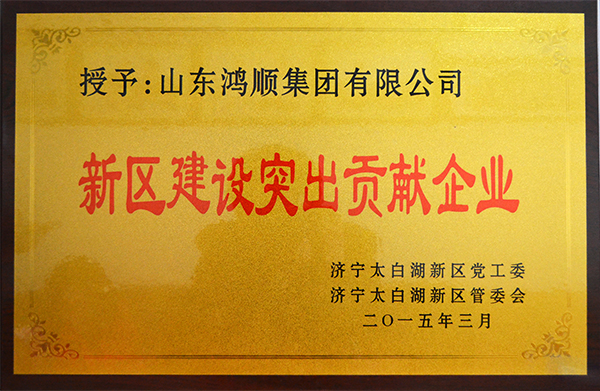 授予:山东鸿顺集团有限公司
新区建设突出贡献企业
济宁太白湖新区党工委
济宁太白湖新区管委会
二〇一五年三月